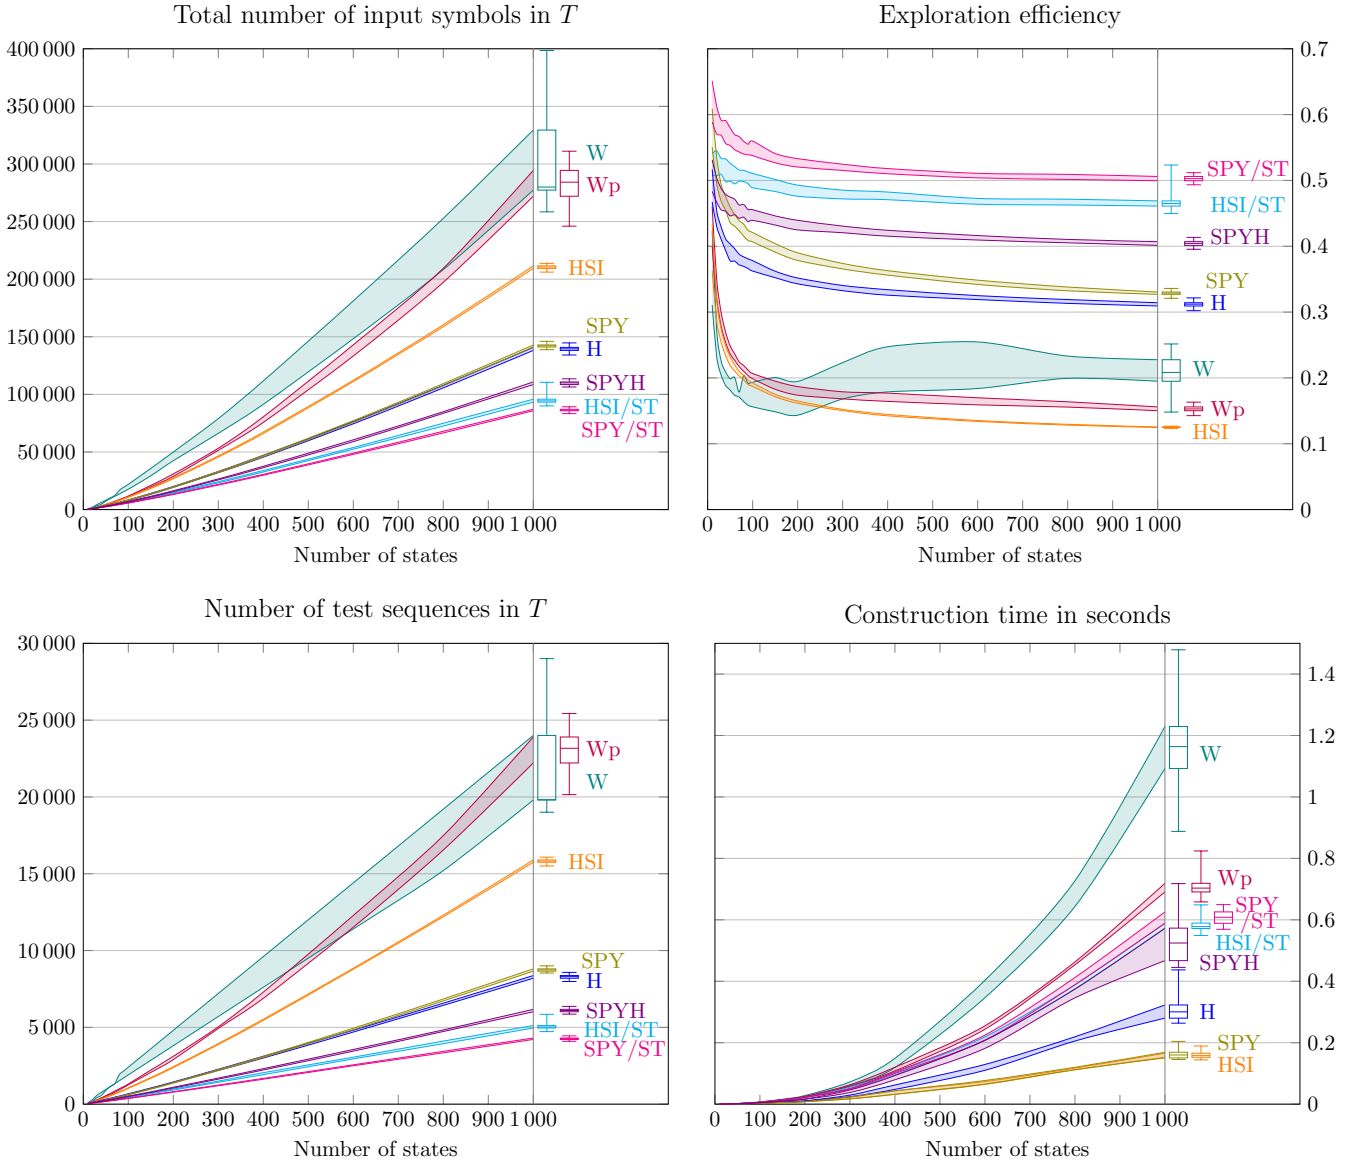 Total number of input symbols in T
400 000
350 000
300 000
250 000
200 000
150 000
100 000
50 000
0
W
Wp
HSI
SPY
H
SPYH
HSI/ST
SPY/ST
0 100 200 300 400 500 600 700 800 900 1 000
Number of states
Exploration efficiency
0.7
0.6
0.5
0.4
0.3
0.2
0.1
0
SPY/ST
HSI/ST
SPYH
SPY
H
W
Wp
HSI
0 100 200 300 400 500 600 700 800 900 1 000
Number of states
Number of test sequences in T
30 000
25 000
20 000
15 000
10 000
5 000
0
Wp
W
HSI
SPY
H
SPYH
HSI/ST
SPY/ST
0 100 200 300 400 500 600 700 800 900 1 000
Number of states
Construction time in seconds
1.4
1.2
1
0.8
0.6
0.4
0.2
0
W
Wp
SPY
/ST
HSI/ST
SPYH
H
SPY
HSI
0 100 200 300 400 500 600 700 800 900 1 000
Number of states